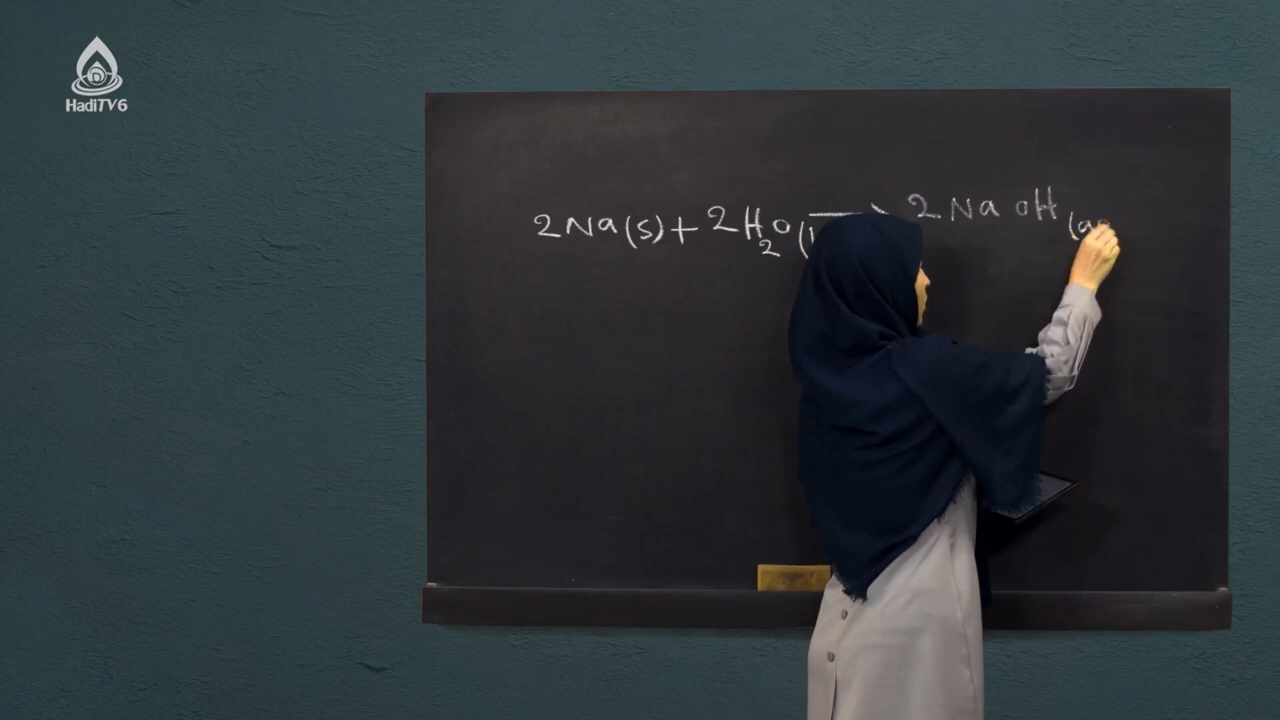 HadiTV6
2Na(s) + 2H2O( → 2NaOH (a